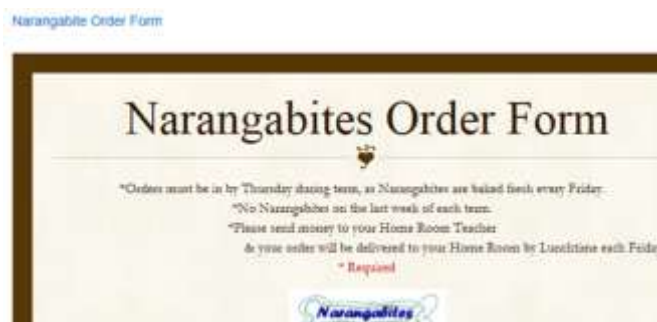 Narangabite Order Form
Narangabites Order Form
*Orders must be in by Thursday during term, as Narangabites are baked fresh every Friday.
*No Narangabites on the last week of each term.
*Please send money to your Home Room Teacher
& your order will be delivered to your Home Room by Lunchtime each Frida
* Required
Narangabites